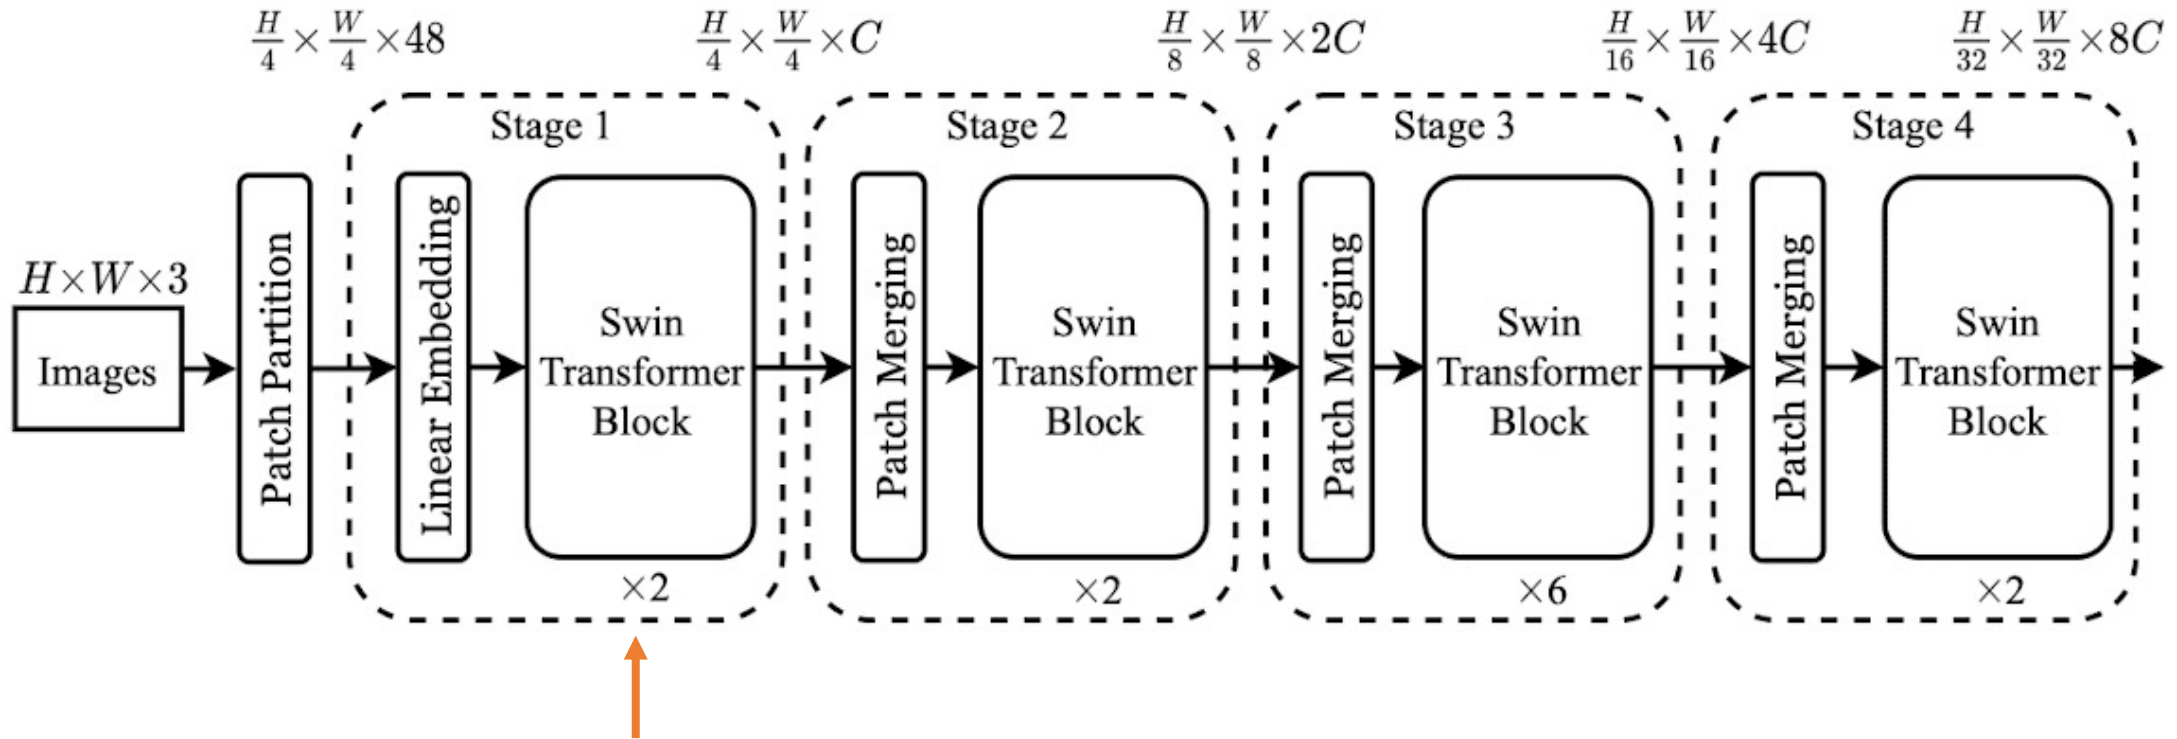 H/4 × W/4 × 48
H/4 × W/4 × C
H/8 × W/8 × 2C
H/16 × W/16 × 4C
H/32 × W/32 × 8C
Stage 1
Stage 2
Stage 3
Stage 4
H×W×3
Images
Patch Partition
Linear Embedding
Swin
Transformer
Block
×2
Patch Merging
Swin
Transformer
Block
×2
Patch Merging
Swin
Transformer
Block
×6
Patch Merging
Swin
Transformer
Block
×2